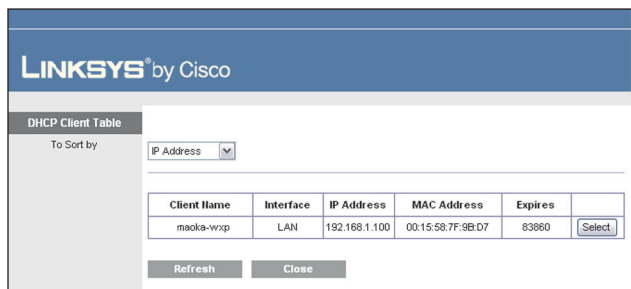 LINKSYS® by Cisco
DHCP Client Table
To Sort by
IP Address
Client Name Interface IP Address MAC Address Expires
maoka-wxp LAN 192.168.1.100 00:15:58:7F:9B:D7 83860 Select
Refresh Close